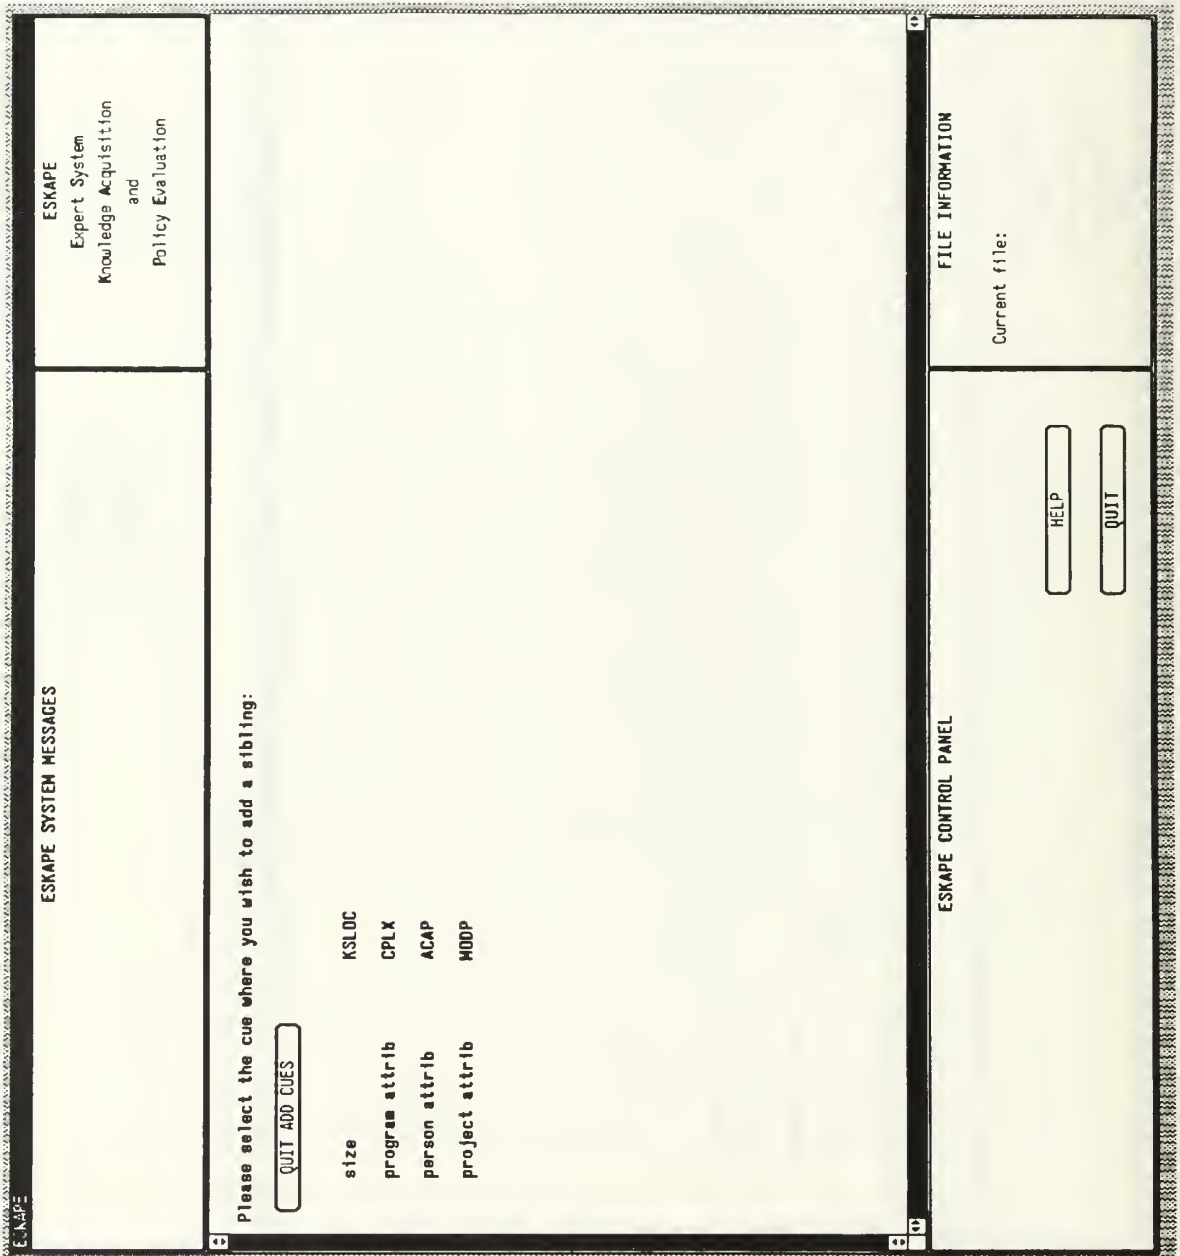 ESKAPE
ESKAPE SYSTEM MESSAGES
ESKAPE
Expert System
Knowledge Acquisition
and
Policy Evaluation
Please select the cue where you wish to add a sibling:
QUIT ADD CUES
size KSLOC
program attrib CPLX
person attrib ACAP
project attrib MODP
ESKAPE CONTROL PANEL
HELP
QUIT
FILE INFORMATION
Current file: